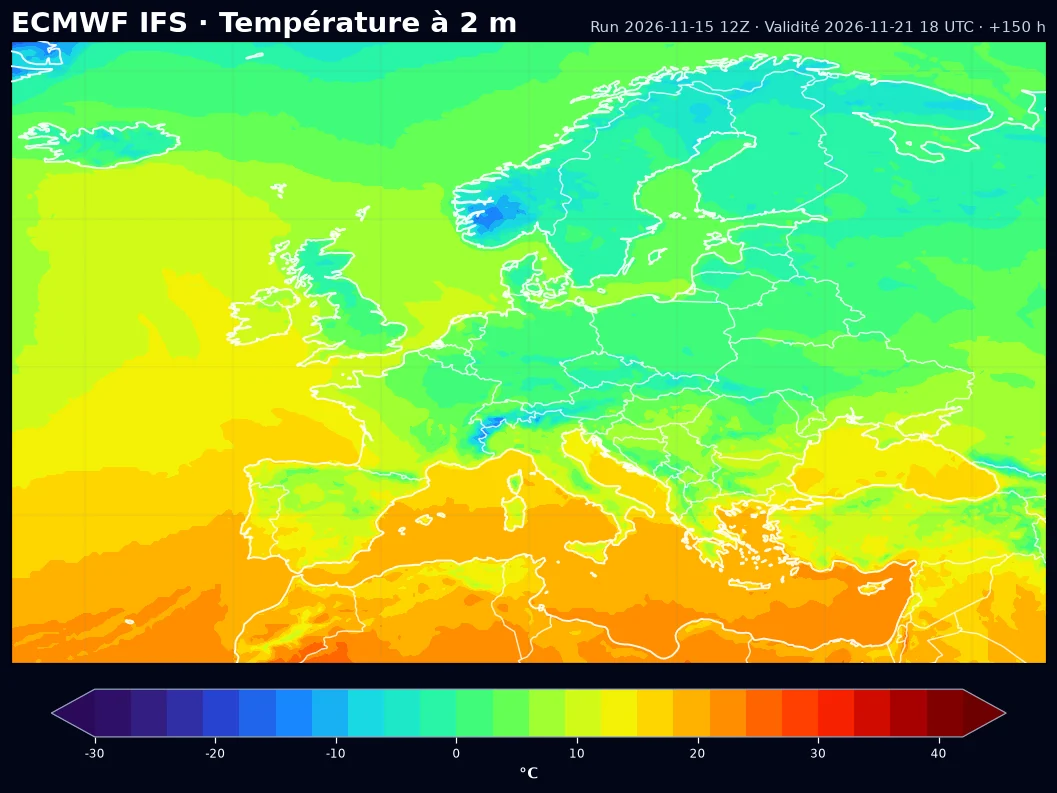 ECMWF IFS · Température à 2 m
Run 2026-11-15 12Z · Validité 2026-11-21 18 UTC · +150 h
-30 -20 -10 0 10 20 30 40
°C